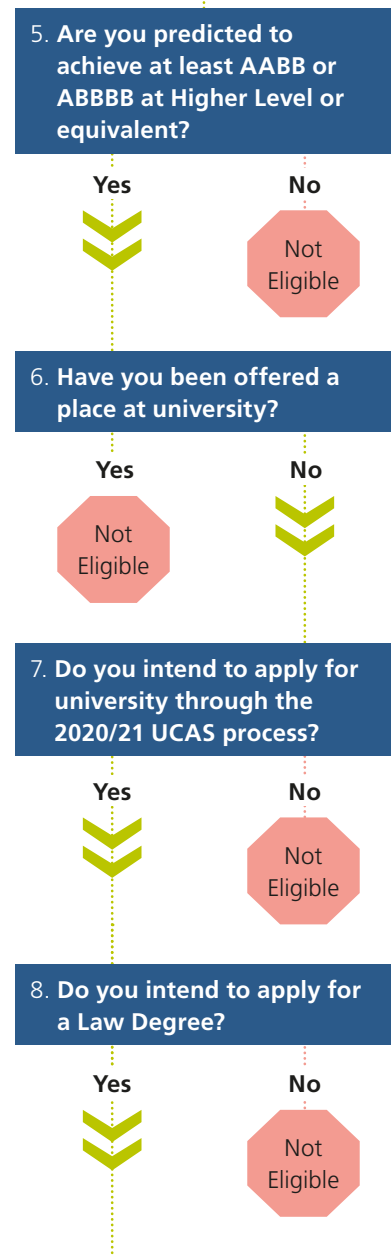 5. Are you predicted to
achieve at least AABB or
ABBBB at Higher Level or
equivalent?
Yes
No
Not
Eligible
6. Have you been offered a
place at university?
Yes
No
Not
Eligible
7. Do you intend to apply for
university through the
2020/21 UCAS process?
Yes
No
Not
Eligible
8. Do you intend to apply for
a Law Degree?
Yes
No
Not
Eligible